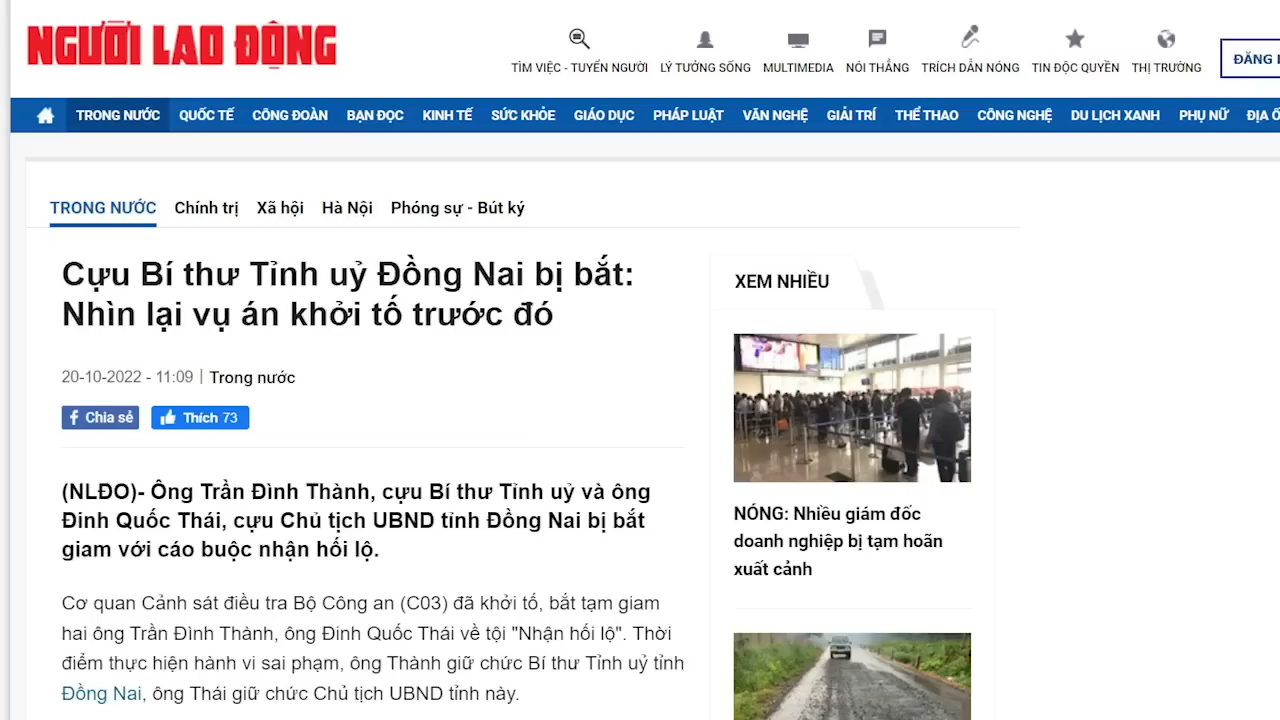 NGƯỜI LAO ĐỘNG
TÌM VIỆC - TUYỂN NGƯỜI
LÝ TƯỞNG SỐNG
MULTIMEDIA
NÓI THẲNG
TRÍCH DẪN NÓNG
TIN ĐỘC QUYỀN
THỊ TRƯỜNG
ĐĂNG
TRONG NƯỚC
QUỐC TẾ
CÔNG ĐOÀN
BẠN ĐỌC
KINH TẾ
SỨC KHỎE
GIÁO DỤC
PHÁP LUẬT
VĂN NGHỆ
GIẢI TRÍ
THỂ THAO
CÔNG NGHỆ
DU LỊCH XANH
PHỤ NỮ
ĐỊA Ố
TRONG NƯỚC
Chính trị
Xã hội
Hà Nội
Phóng sự - Bút ký
Cựu Bí thư Tỉnh uỷ Đồng Nai bị bắt:
Nhìn lại vụ án khởi tố trước đó
20-10-2022 - 11:09 | Trong nước
Chia sẻ
Thích 73
(NLĐO)- Ông Trần Đình Thành, cựu Bí thư Tỉnh uỷ và ông
Đinh Quốc Thái, cựu Chủ tịch UBND tỉnh Đồng Nai bị bắt
giam với cáo buộc nhận hối lộ.
Cơ quan Cảnh sát điều tra Bộ Công an (C03) đã khởi tố, bắt tạm giam
hai ông Trần Đình Thành, ông Đinh Quốc Thái về tội "Nhận hối lộ". Thời
điểm thực hiện hành vi sai phạm, ông Thành giữ chức Bí thư Tỉnh uỷ tỉnh
Đồng Nai, ông Thái giữ chức Chủ tịch UBND tỉnh này.
XEM NHIỀU
NÓNG: Nhiều giám đốc
doanh nghiệp bị tạm hoãn
xuất cảnh